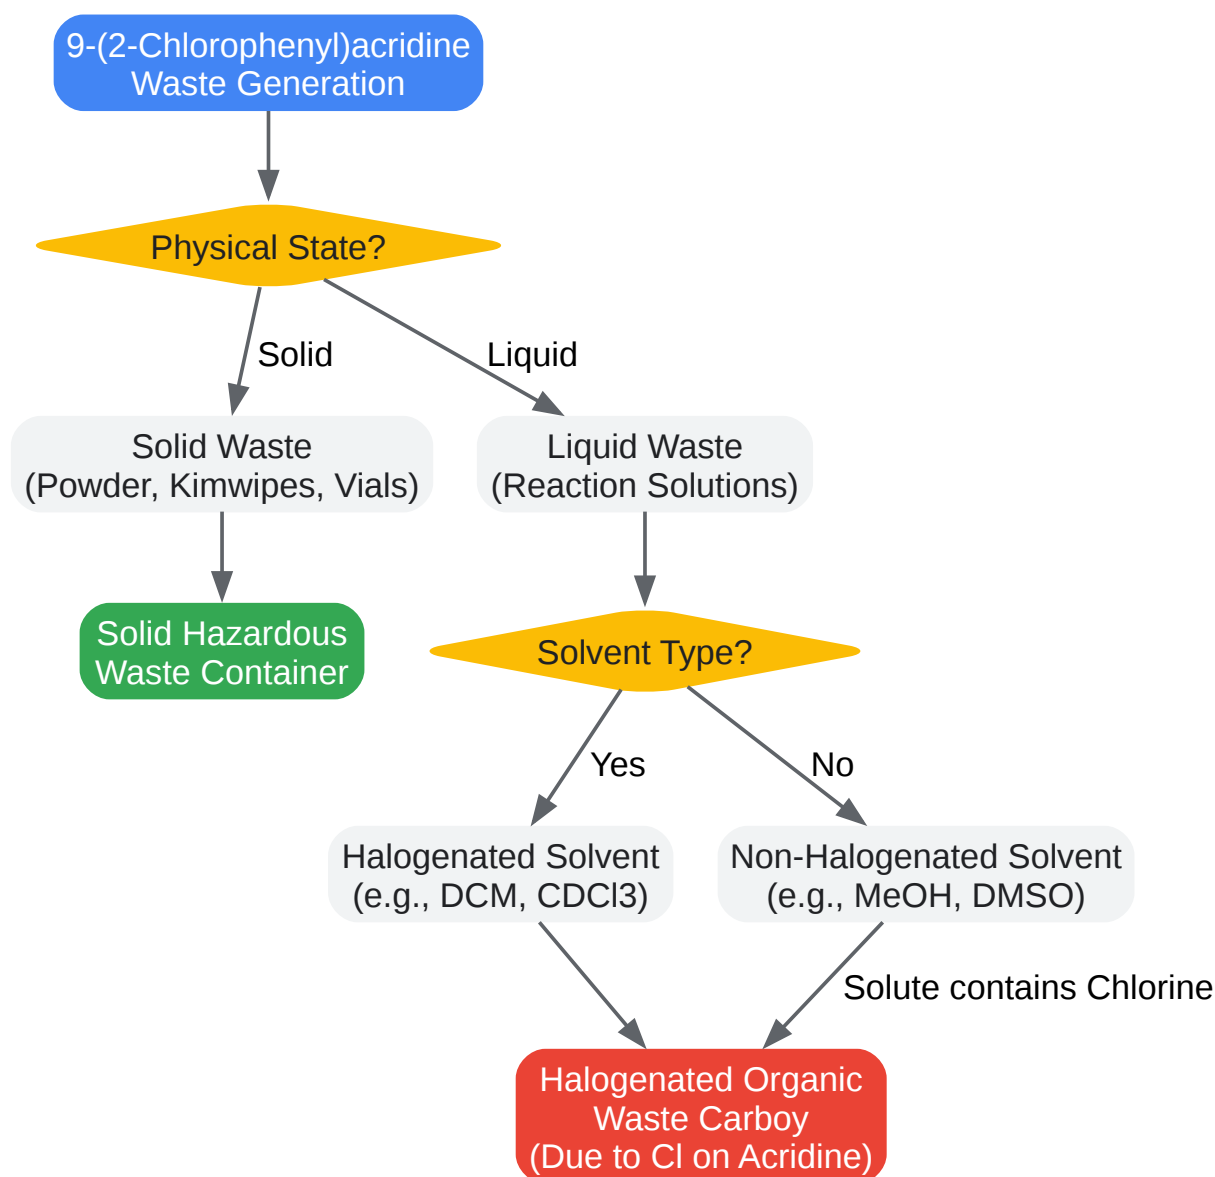 9-(2-Chlorophenyl)acridine
Waste Generation
Physical State?
Solid
Liquid
Solid Waste
(Powder, Kimwipes, Vials)
Liquid Waste
(Reaction Solutions)
Solid Hazardous
Waste Container
Solvent Type?
Yes
No
Halogenated Solvent
(e.g., DCM, CDCl3)
Non-Halogenated Solvent
(e.g., MeOH, DMSO)
Solute contains Chlorine
Halogenated Organic
Waste Carboy
(Due to Cl on Acridine)